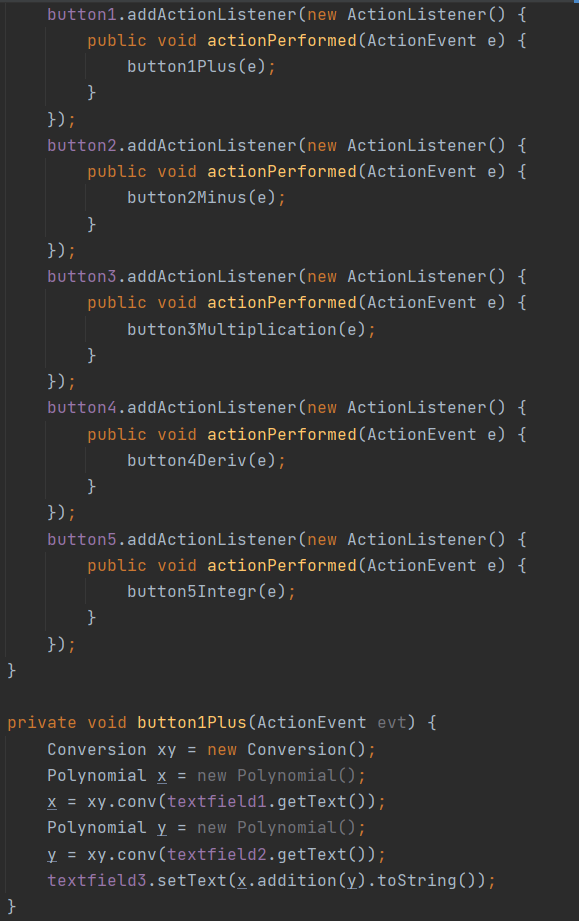 button1.addActionListener(new ActionListener() {
    public void actionPerformed(ActionEvent e) {
        button1Plus(e);
    }
});
button2.addActionListener(new ActionListener() {
    public void actionPerformed(ActionEvent e) {
        button2Minus(e);
    }
});
button3.addActionListener(new ActionListener() {
    public void actionPerformed(ActionEvent e) {
        button3Multiplication(e);
    }
});
button4.addActionListener(new ActionListener() {
    public void actionPerformed(ActionEvent e) {
        button4Deriv(e);
    }
});
button5.addActionListener(new ActionListener() {
    public void actionPerformed(ActionEvent e) {
        button5Integr(e);
    }
});
}
private void button1Plus(ActionEvent evt) {
    Conversion xy = new Conversion();
    Polynomial x = new Polynomial();
    x = xy.conv(textfield1.getText());
    Polynomial y = new Polynomial();
    y = xy.conv(textfield2.getText());
    textfield3.setText(x.addition(y).toString());
}